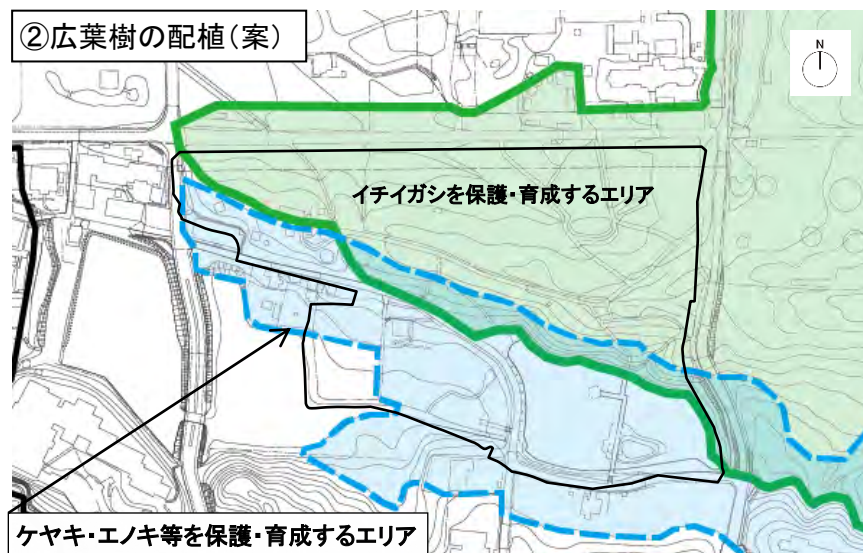 ②広葉樹の配植(案)
N
イチイガシを保護・育成するエリア
ケヤキ・エノキ等を保護・育成するエリア